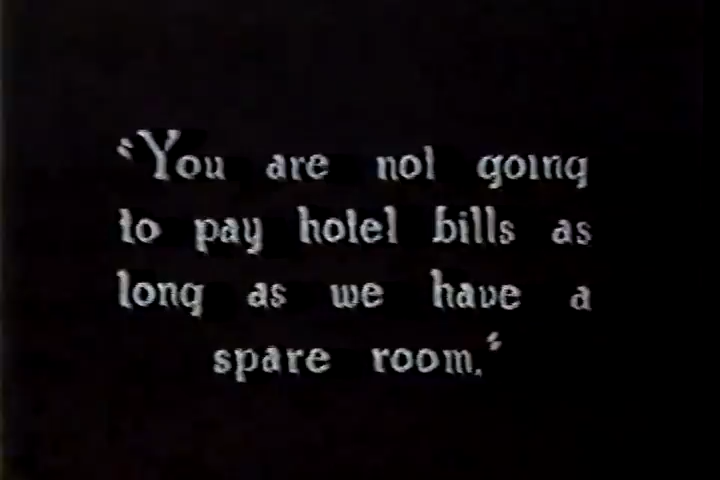 "You are not going
to pay hotel bills as
long as we have a
spare room."